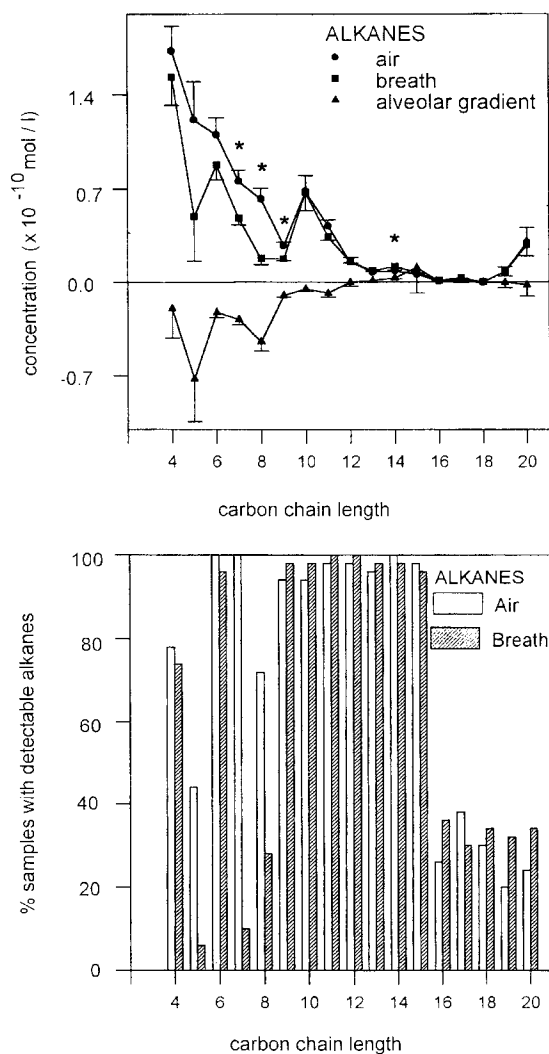 ALKANES
air
breath
alveolar gradient
concentration ( x 10 -10 mol / l )
1.4
0.7
0.0
-0.7
* * * *
4 6 8 10 12 14 16 18 20
carbon chain length
% samples with detectable alkanes
100
80
60
40
20
0
ALKANES
Air
Breath
4 6 8 10 12 14 16 18 20
carbon chain length